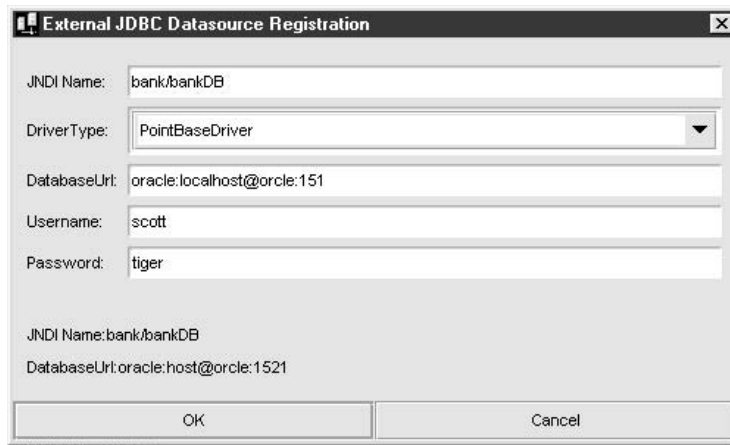 External JDBC Datasource Registration
JNDI Name: bank/bankDB
DriverType: PointBaseDriver
DatabaseUrl: oracle:localhost@orcle:151
Username: scott
Password: tiger
JNDI Name:bank/bankDB
DatabaseUrl:oracle:host@orcle:1521
OK Cancel